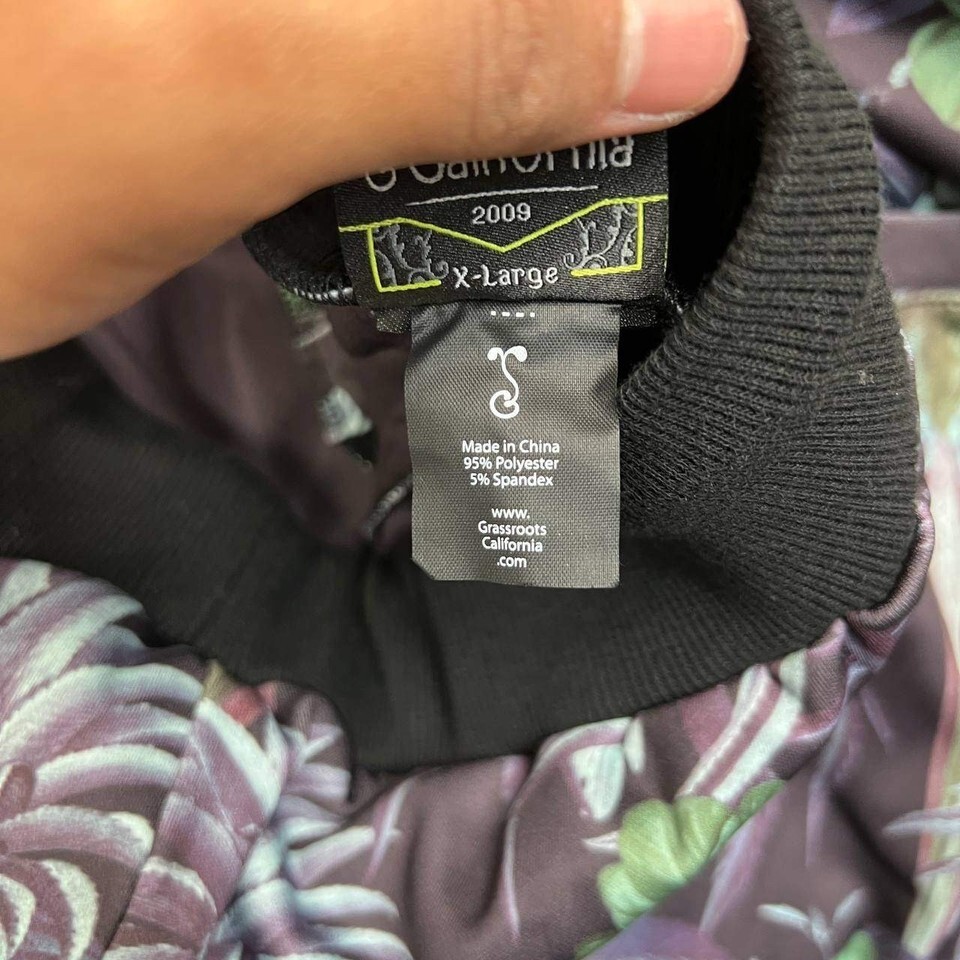 California
2009
X-Large
Made in China
95% Polyester
5% Spandex
www.
Grassroots
California
.com